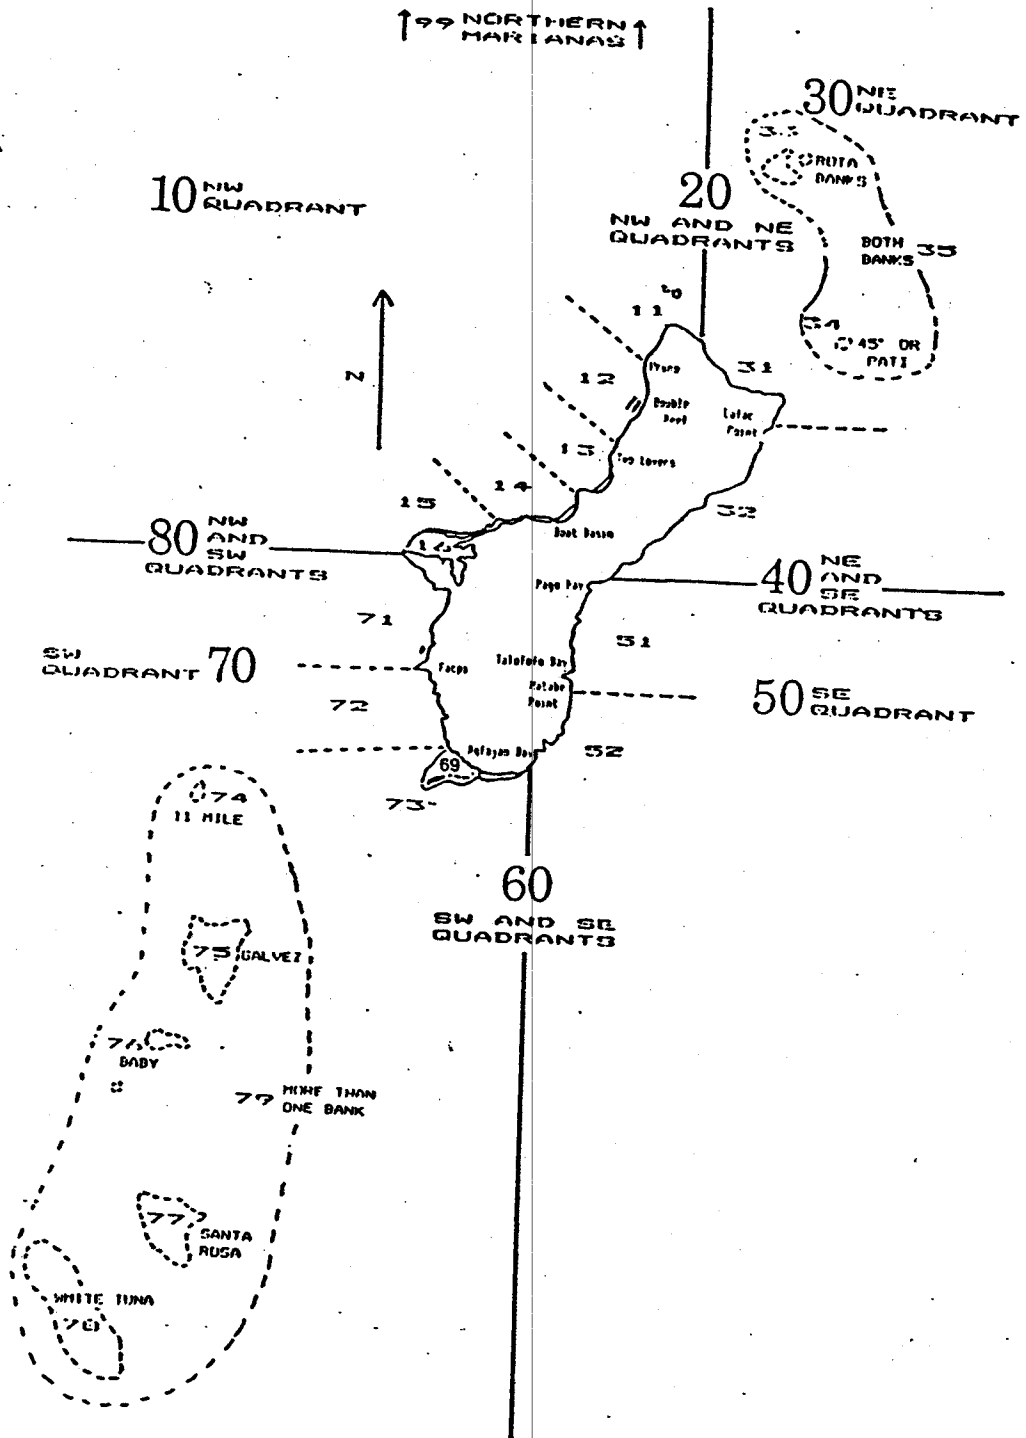 99 NORTHERN
MARIANAS
30 NE
QUADRANT
33
ROTA
BANKS
10 NW
QUADRANT
20
NW AND NE
QUADRANTS
BOTH
BANKS 35
11
34
45° OR
PATI
N
31
12
Double
Reef
Point
13
Two Lovers
14
15
32
80 NW
AND
SW
QUADRANTS
Boat Basin
40 NE
AND
SE
QUADRANTS
Pago Bay
71
51
SW
QUADRANT 70
Talofofo Bay
Facpi
Point
72
50 SE
QUADRANT
Bay
52
69
73
74
11 MILE
60
SW AND SE
QUADRANTS
75 GALVEZ
76
BABY
79 MORE THAN
ONE BANK
77
SANTA
ROSA
WHITE TUNA
78